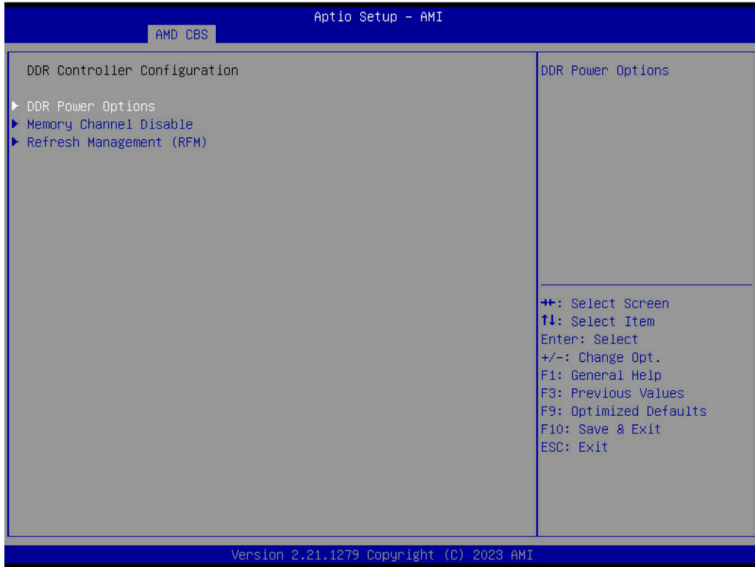 Aptio Setup – AMI
AMD CBS
DDR Controller Configuration
DDR Power Options
Memory Channel Disable
Refresh Management (RFM)
DDR Power Options
→←: Select Screen
↑↓: Select Item
Enter: Select
+/-: Change Opt.
F1: General Help
F3: Previous Values
F9: Optimized Defaults
F10: Save & Exit
ESC: Exit
Version 2.21.1279 Copyright (C) 2023 AMI